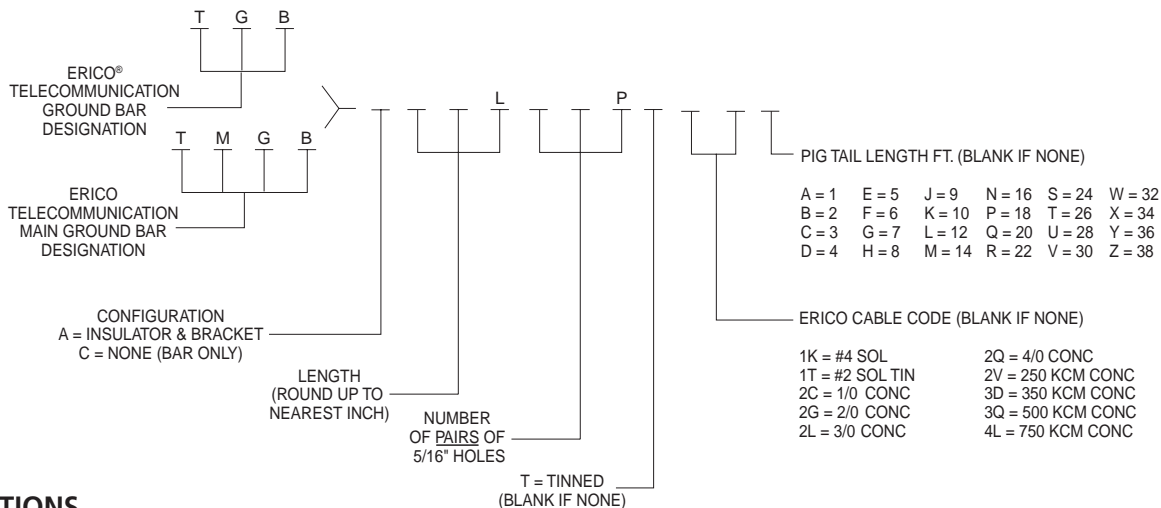 T G B
ERICO®
TELECOMMUNICATION
GROUND BAR
DESIGNATION
T M G B
ERICO
TELECOMMUNICATION
MAIN GROUND BAR
DESIGNATION
L P
CONFIGURATION
A = INSULATOR & BRACKET
C = NONE (BAR ONLY)
LENGTH
(ROUND UP TO
NEAREST INCH)
NUMBER
OF PAIRS OF
5/16" HOLES
T = TINNED
(BLANK IF NONE)
PIG TAIL LENGTH FT. (BLANK IF NONE)
A = 1 E = 5 J = 9 N = 16 S = 24 W = 32
B = 2 F = 6 K = 10 P = 18 T = 26 X = 34
C = 3 G = 7 L = 12 Q = 20 U = 28 Y = 36
D = 4 H = 8 M = 14 R = 22 V = 30 Z = 38
ERICO CABLE CODE (BLANK IF NONE)
1K = #4 SOL 2Q = 4/0 CONC
1T = #2 SOL TIN 2V = 250 KCM CONC
2C = 1/0 CONC 3D = 350 KCM CONC
2G = 2/0 CONC 3Q = 500 KCM CONC
2L = 3/0 CONC 4L = 750 KCM CONC